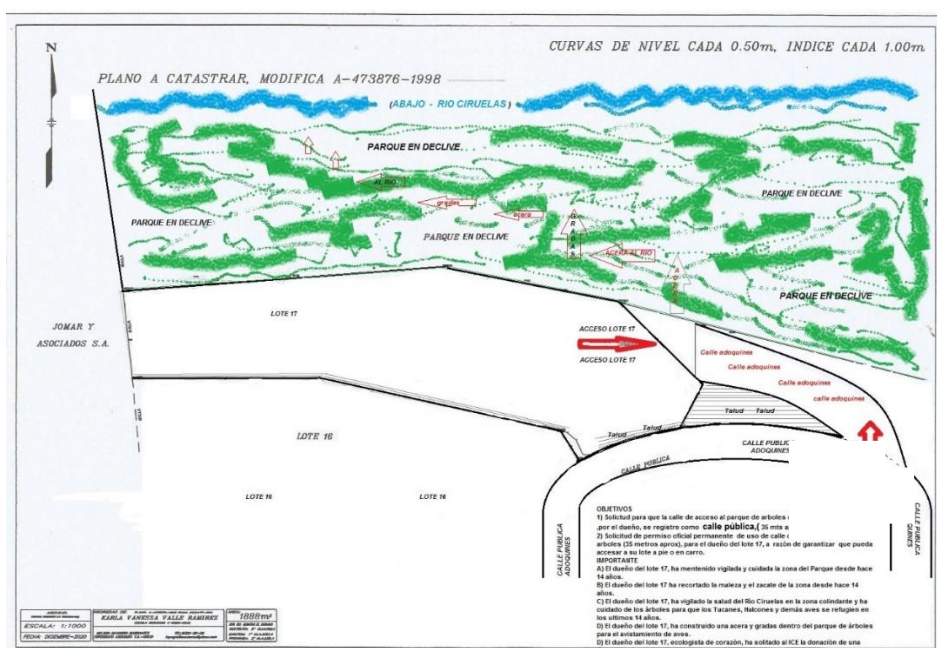 CURVAS DE NIVEL CADA 0.50m, INDICE CADA 1.00m
N
PLANO A CATASTRAR, MODIFICA A-473876-1998
(ABAJO - RIO CIRUELAS)
PARQUE EN DECLIVE
AL RIO
PARQUE EN DECLIVE
gradas
acera
PARQUE EN DECLIVE
PARQUE EN DECLIVE
ACERA AL RIO
PARQUE EN DECLIVE
LOTE 17
JOMAR Y
ASOCIADOS S.A.
ACCESO LOTE 17
ACCESO LOTE 17
Calle adoquines
Calle adoquines
Calle adoquines
calle adoquines
Talud Talud
Talud Talud
LOTE 16
CALLE PUBLIC
ADOQUINES
CALLE PUBLICA
LOTE 16
LOTE 16
CALLE PUBLICA
ADOQUINES
CALLE PUBLICA
QUINES
OBJETIVOS
1) Solicitud para que la calle de acceso al parque de arboles
,por el dueño, se registre como calle pública,( 35 mts a
2) Solicitud de permiso oficial permanente de uso de calle
arboles (35 metros aprox), para el dueño del lote 17, a razón de garantizar que pueda
accesar a su lote a pie o en carro.
IMPORTANTE
A) El dueño del lote 17, ha mentenido vigilada y cuidada la zona del Parque desde hace
14 años.
B) El dueño del lote 17 ha recortado la maleza y el zacate de la zona desde hace 14
años.
C) El dueño del lote 17, ha vigilado la salud del Rio Ciruelas en la zona colindante y ha
cuidado de los árboles para que los Tucanes, Halcones y demás aves se refugien en
los ultimos 14 años.
D) El dueño del lote 17, ha construido una acera y gradas dentro del parque de árboles
para el avistamiento de aves.
D) El dueño del lote 17, ecologista de corazón, ha solitado al ICE la donación de una
KARLA VANESSA VALLE RAMIREZ
1888m²
ESCALA: 1:1000
FECHA: DICIEMBRE-2020